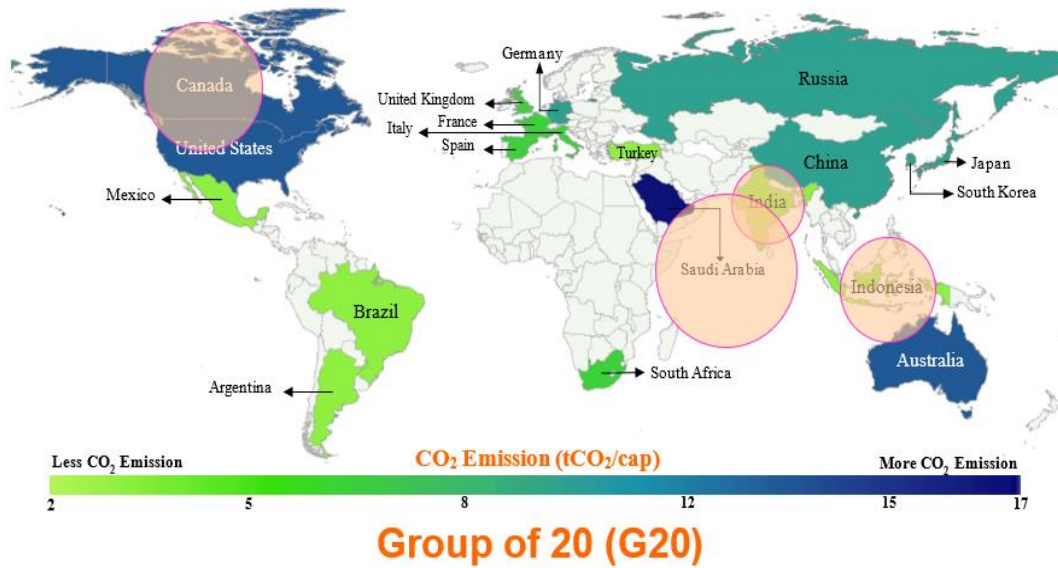 Germany
Canada
Russia
United Kingdom
France
Italy
United States
Spain
Turkey
China
Japan
Mexico
India
South Korea
Saudi Arabia
Indonesia
Brazil
Australia
Argentina
South Africa
Less CO₂ Emission
CO₂ Emission (tCO₂/cap)
More CO₂ Emission
2 5 8 12 15 17
Group of 20 (G20)